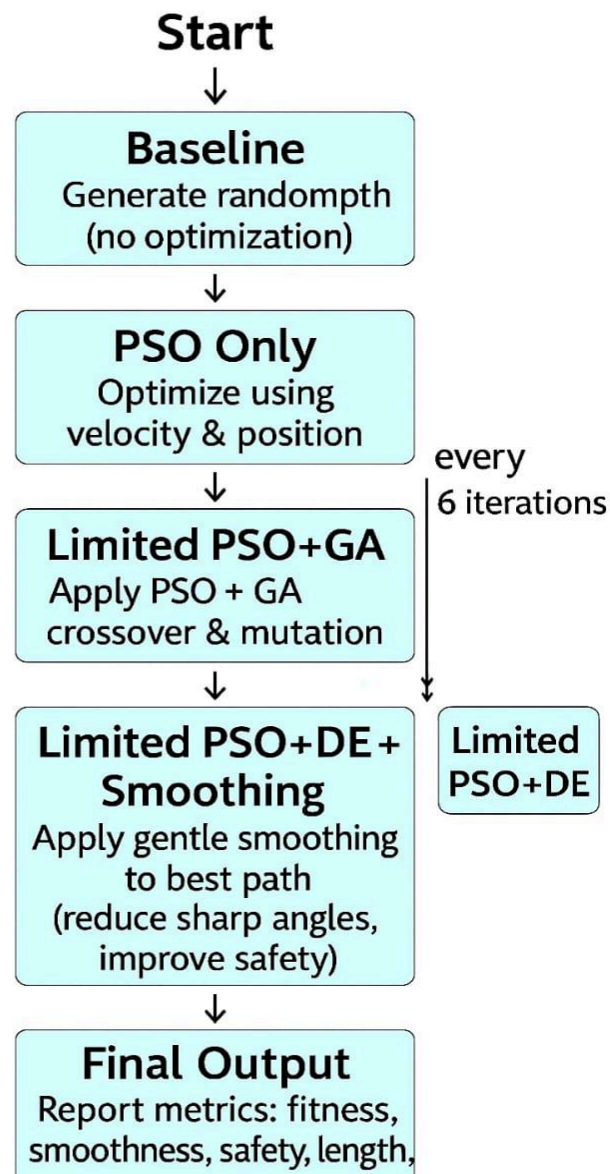 Start
Baseline
Generate randompth
(no optimization)
PSO Only
Optimize using
velocity & position
every
6 iterations
Limited PSO+GA
Apply PSO + GA
crossover & mutation
Limited PSO+DE +
Smoothing
Apply gentle smoothing
to best path
(reduce sharp angles,
improve safety)
Limited
PSO+DE
Final Output
Report metrics: fitness,
smoothness, safety, length,